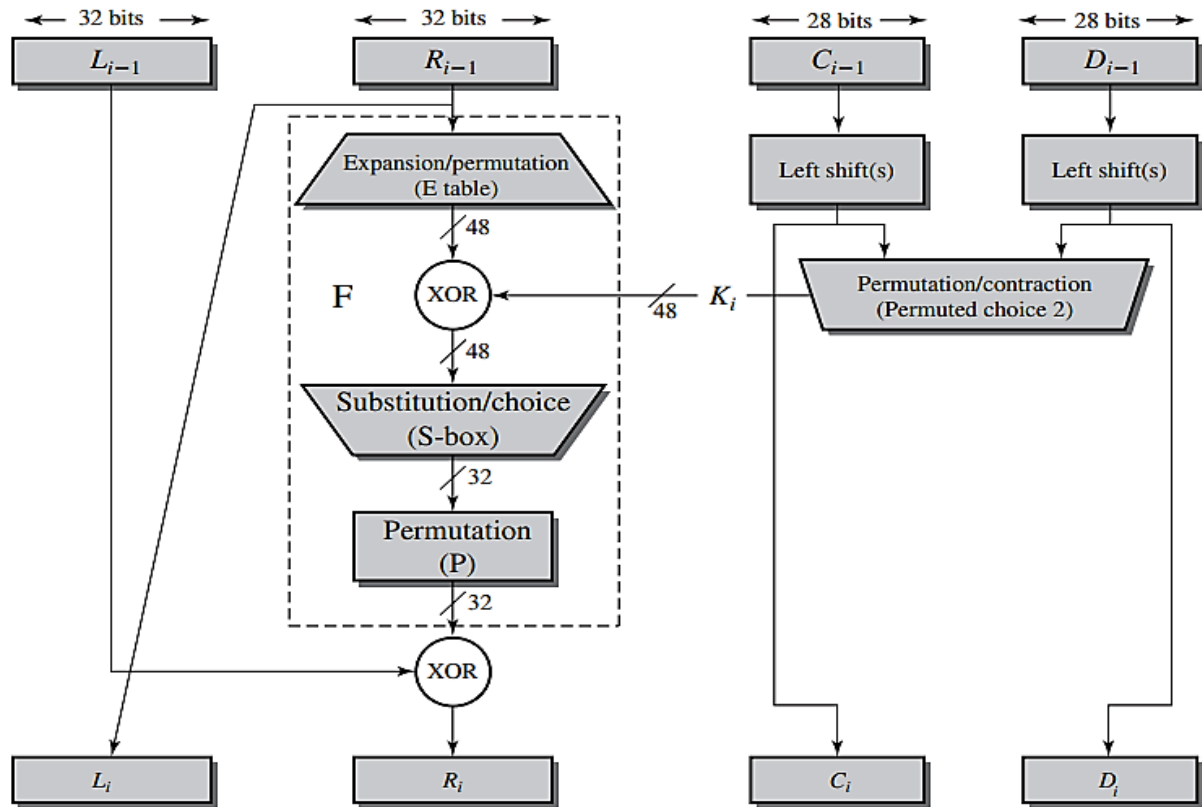 32 bits
32 bits
28 bits
28 bits
L_{i−1}
R_{i−1}
C_{i−1}
D_{i−1}
Expansion/permutation
(E table)
Left shift(s)
Left shift(s)
48
F
XOR
48
K_i
Permutation/contraction
(Permuted choice 2)
48
Substitution/choice
(S-box)
32
Permutation
(P)
32
XOR
L_i
R_i
C_i
D_i